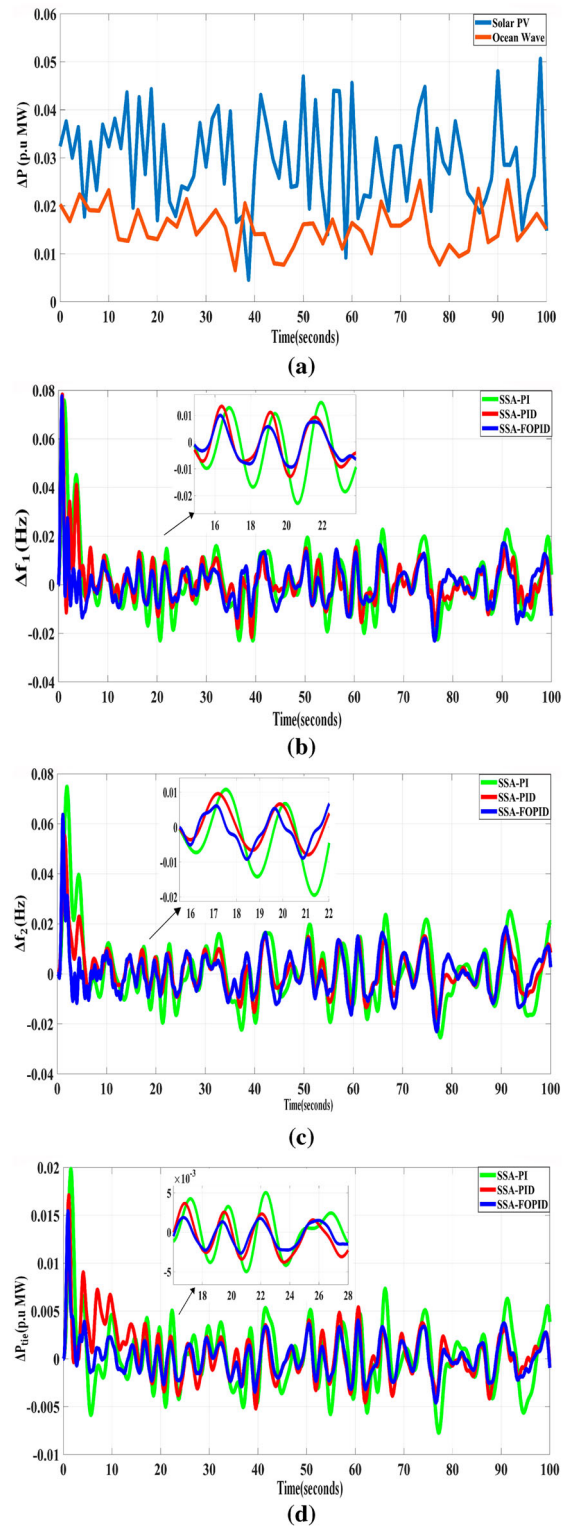 0.06
Solar PV
Ocean Wave
0.05
0.04
0.03
0.02
0.01
0
ΔP (p.u MW)
0 10 20 30 40 50 60 70 80 90 100
Time(seconds)
(a)
0.08
SSA-PI
SSA-PID
SSA-FOPID
0.01
0
-0.01
-0.02
16 18 20 22
0.06
0.04
0.02
0
-0.02
-0.04
Δf1(Hz)
0 10 20 30 40 50 60 70 80 90 100
Time(seconds)
(b)
0.08
SSA-PI
SSA-PID
SSA-FOPID
0.01
0
-0.01
-0.02
16 17 18 19 20 21 22
0.06
0.04
0.02
0
-0.02
-0.04
Δf2(Hz)
0 10 20 30 40 50 60 70 80 90 100
Time(seconds)
(c)
0.02
SSA-PI
SSA-PID
SSA-FOPID
×10-3
5
0
-5
18 20 22 24 26 28
0.015
0.01
0.005
0
-0.005
-0.01
ΔPtie(p.u MW)
0 10 20 30 40 50 60 70 80 90 100
Time(seconds)
(d)